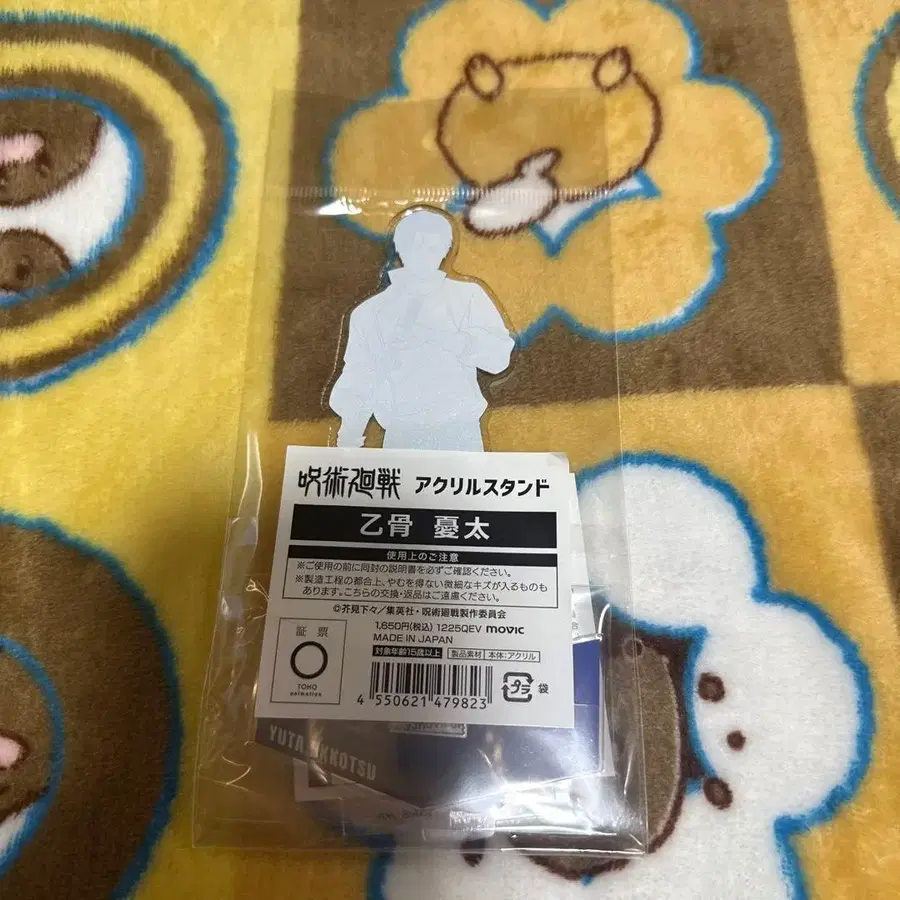 呪術廻戦 アクリルスタンド
乙骨 憂太
使用上のご注意
※ご使用の前に同封の説明書を必ずご確認ください。
※製造工程の都合上、やむを得ない微細なキズが入るものも
あります。こちらの交換・返品はご遠慮ください。
©芥見下々/集英社・呪術廻戦製作委員会
証票
TOHO
animation
1,650円(税込) 1225QEV movic
MADE IN JAPAN
対象年齢15歳以上 製品素材 本体:アクリル
4 550621 479823
プラ 袋
YUTA OKKOTSU